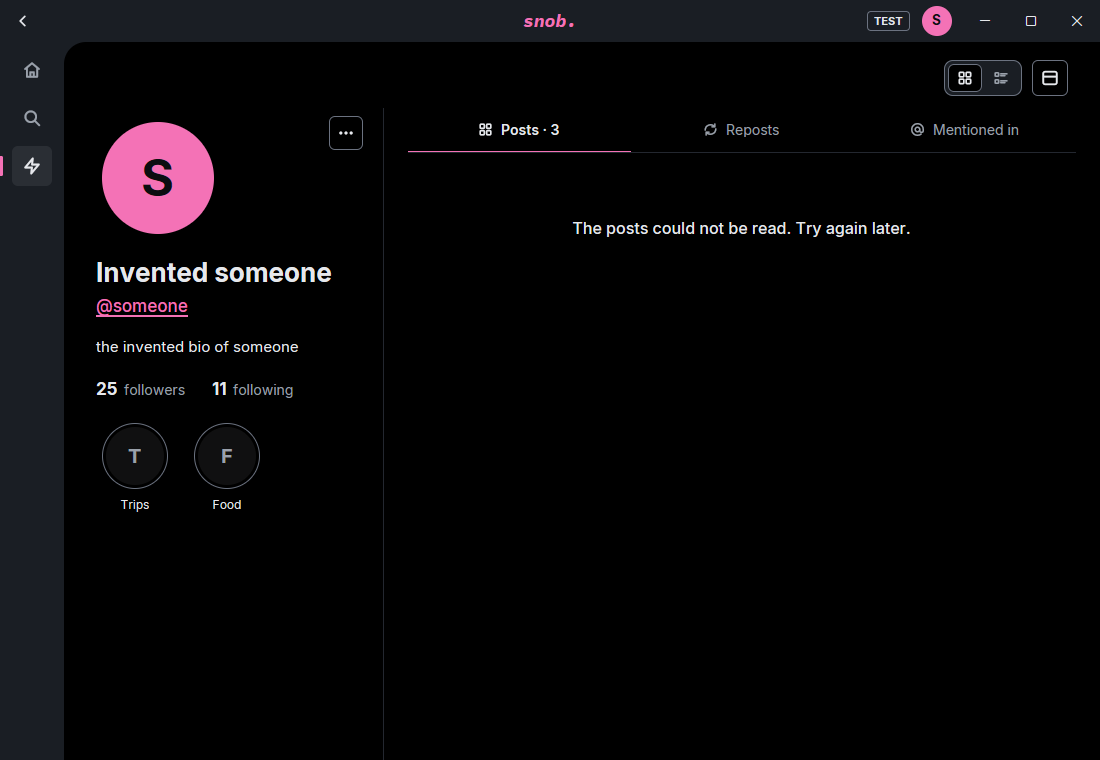 snob.
TEST
S
S
Invented someone
@someone
the invented bio of someone
25 followers 11 following
T
F
Trips
Food
Posts · 3
Reposts
Mentioned in
The posts could not be read. Try again later.